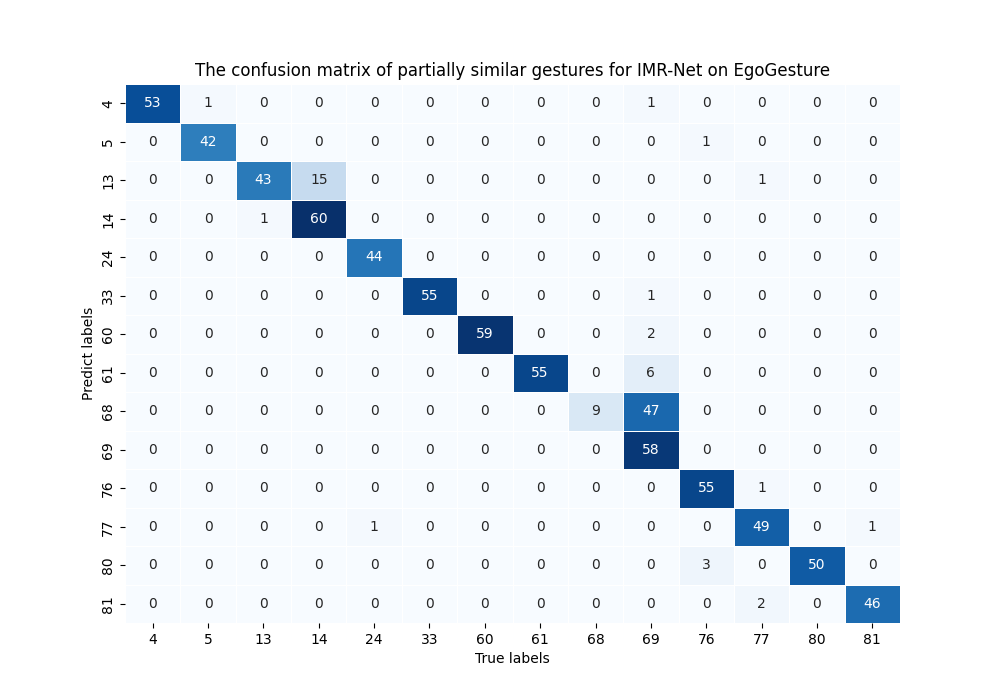 The confusion matrix of partially similar gestures for IMR-Net on EgoGesture
4 53 1 0 0 0 0 0 0 0 1 0 0 0 0
5 0 42 0 0 0 0 0 0 0 0 1 0 0 0
13 0 0 43 15 0 0 0 0 0 0 0 1 0 0
14 0 0 1 60 0 0 0 0 0 0 0 0 0 0
24 0 0 0 0 44 0 0 0 0 0 0 0 0 0
33 0 0 0 0 0 55 0 0 0 1 0 0 0 0
60 0 0 0 0 0 0 59 0 0 2 0 0 0 0
61 0 0 0 0 0 0 0 55 0 6 0 0 0 0
68 0 0 0 0 0 0 0 0 9 47 0 0 0 0
69 0 0 0 0 0 0 0 0 0 58 0 0 0 0
76 0 0 0 0 0 0 0 0 0 0 55 1 0 0
77 0 0 0 0 1 0 0 0 0 0 0 49 0 1
80 0 0 0 0 0 0 0 0 0 0 3 0 50 0
81 0 0 0 0 0 0 0 0 0 0 0 2 0 46
4 5 13 14 24 33 60 61 68 69 76 77 80 81
True labels
Predict labels